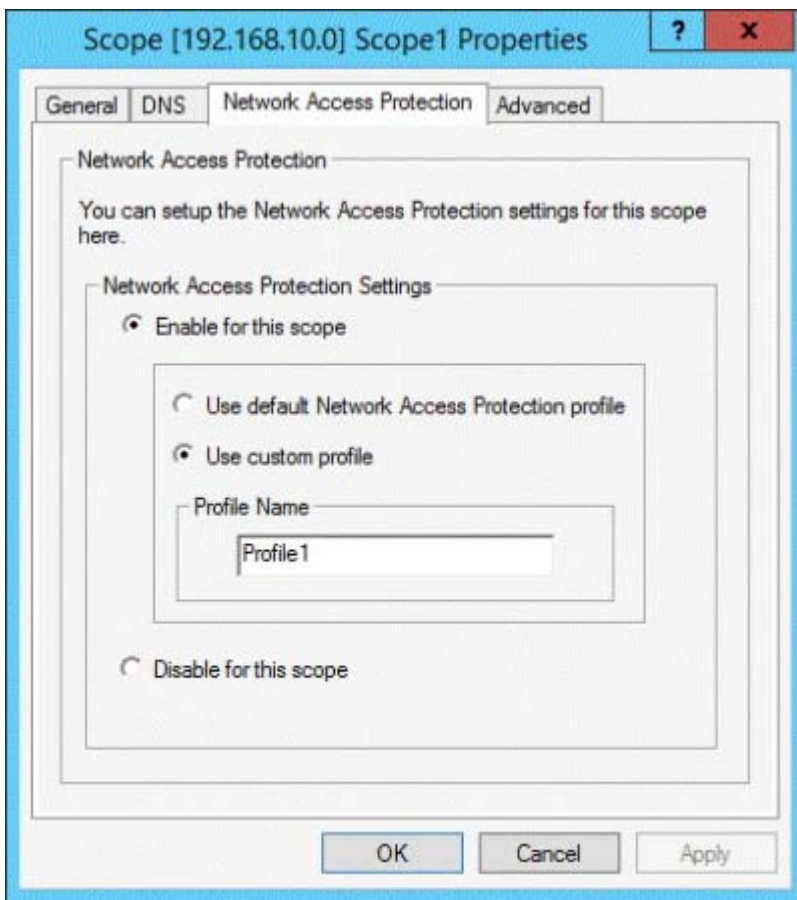 Scope [192.168.10.0] Scope1 Properties
? x
General DNS Network Access Protection Advanced
Network Access Protection
You can setup the Network Access Protection settings for this scope
here.
Network Access Protection Settings
Enable for this scope
Use default Network Access Protection profile
Use custom profile
Profile Name
Profile1
Disable for this scope
OK Cancel Apply